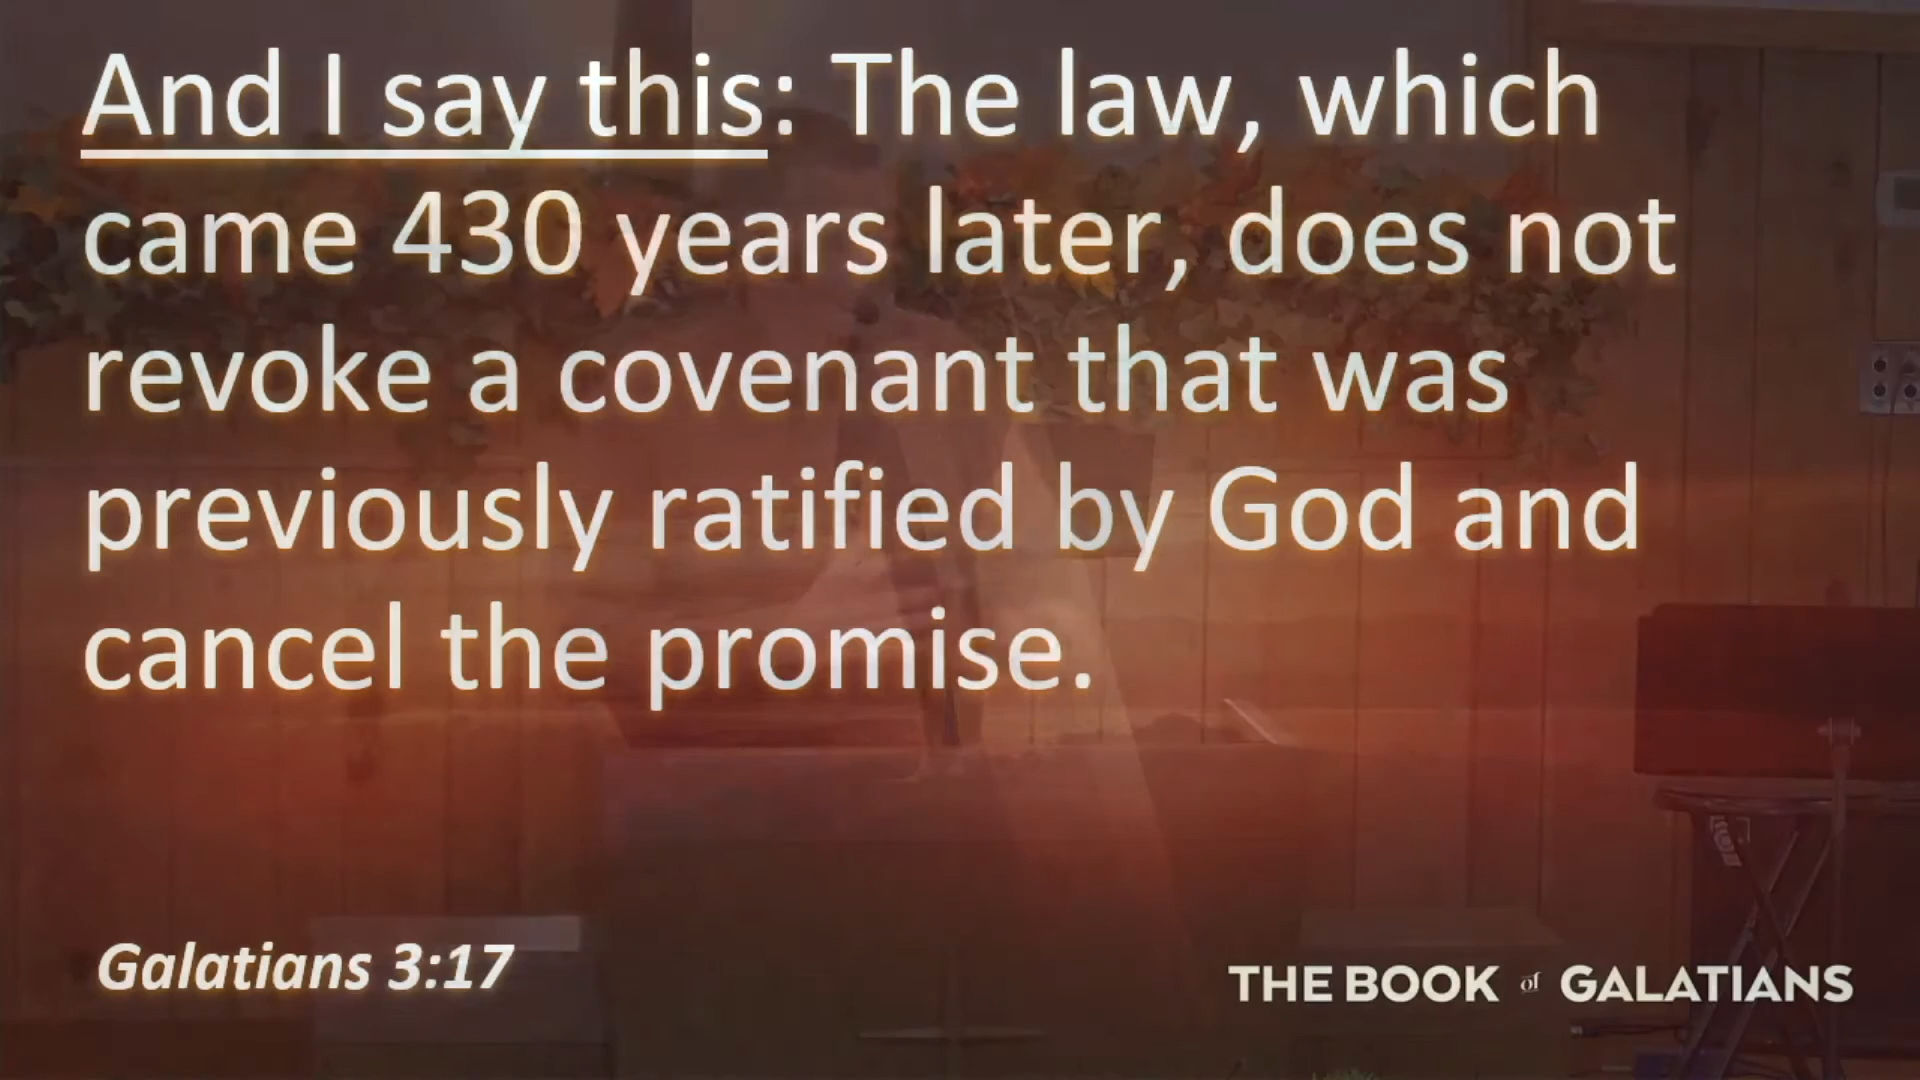 And I say this: The law, which
came 430 years later, does not
revoke a covenant that was
previously ratified by God and
cancel the promise.
Galatians 3:17
THE BOOK of GALATIANS